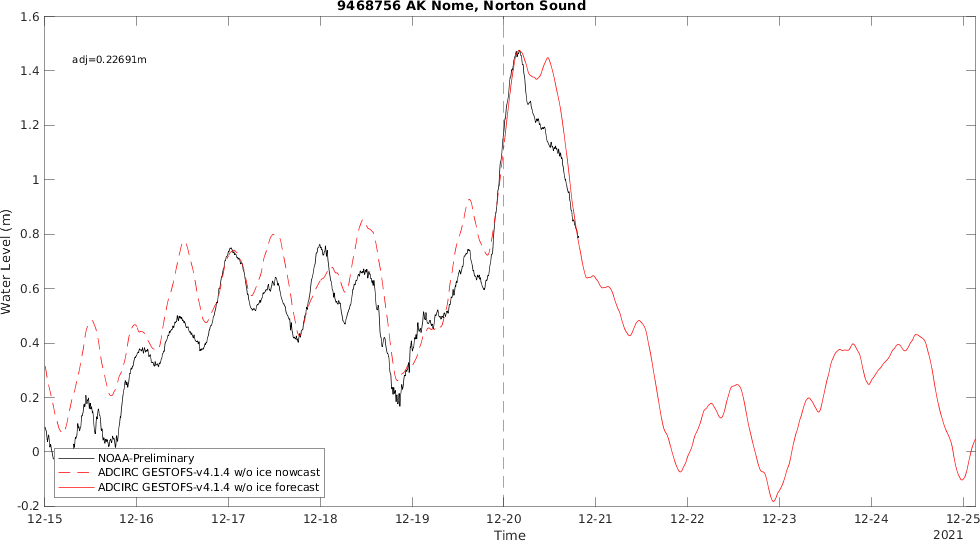 9468756 AK Nome, Norton Sound
1.6
adj=0.22691m
1.4
1.2
1
0.8
0.6
0.4
0.2
0
-0.2
Water Level (m)
NOAA-Preliminary
ADCIRC GESTOFS-v4.1.4 w/o ice nowcast
ADCIRC GESTOFS-v4.1.4 w/o ice forecast
12-15 12-16 12-17 12-18 12-19 12-20 12-21 12-22 12-23 12-24 12-25
Time
2021